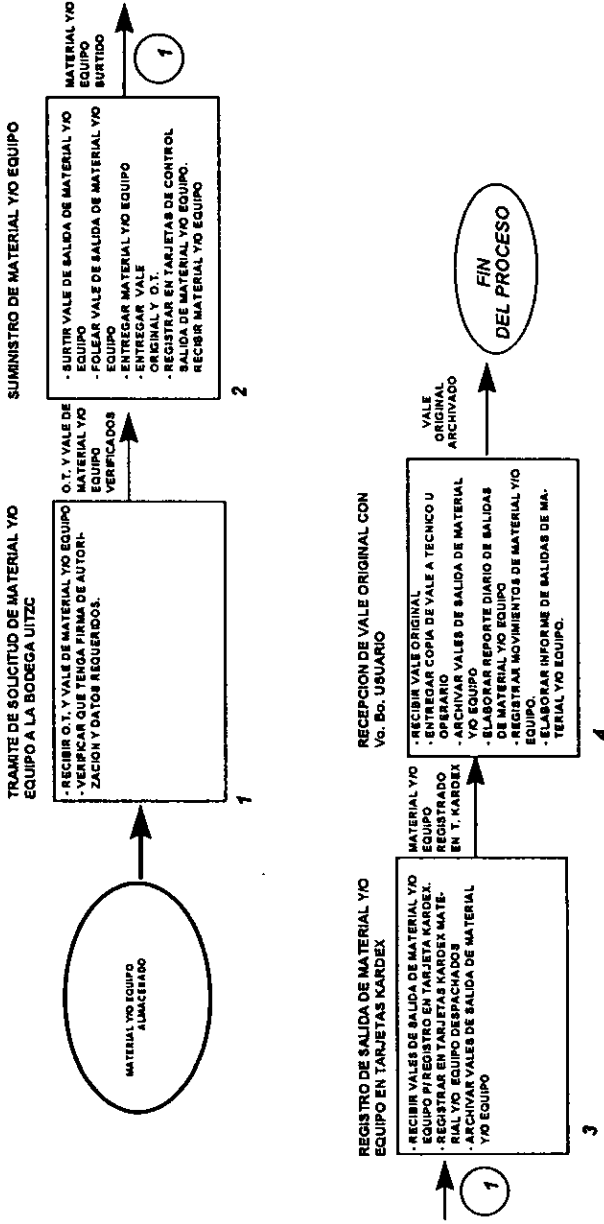 MATERIAL Y/O EQUIPO
ALMACENADO
TRAMITE DE SOLICITUD DE MATERIAL Y/O
EQUIPO A LA BODEGA UITZC
- RECIBIR O.T. Y VALE DE MATERIAL Y/O EQUIPO
- VERIFICAR QUE TENGA FIRMA DE AUTORI-
ZACION Y DATOS REQUERIDOS.
1
O.T. Y VALE DE
MATERIAL Y/O
EQUIPO
VERIFICADOS
SUMINISTRO DE MATERIAL Y/O EQUIPO
- SURTIR VALE DE SALIDA DE MATERIAL Y/O
EQUIPO
- FOLEAR VALE DE SALIDA DE MATERIAL Y/O
EQUIPO
- ENTREGAR MATERIAL Y/O EQUIPO
- ENTREGAR VALE
ORIGINAL Y O.T.
- REGISTRAR EN TARJETAS DE CONTROL
SALIDA DE MATERIAL Y/O EQUIPO.
RECIBIR MATERIAL Y/O EQUIPO
2
MATERIAL Y/O
EQUIPO
SURTIDO
1
1
REGISTRO DE SALIDA DE MATERIAL Y/O
EQUIPO EN TARJETAS KARDEX
- RECIBIR VALES DE SALIDA DE MATERIAL Y/O
EQUIPO P/ REGISTRO EN TARJETA KARDEX.
- REGISTRAR EN TARJETAS KARDEX MATE-
RIAL Y/O EQUIPO DESPACHADOS
- ARCHIVAR VALES DE SALIDA DE MATERIAL
Y/O EQUIPO
3
MATERIAL Y/O
EQUIPO
REGISTRADO
EN T. KARDEX
RECEPCION DE VALE ORIGINAL CON
Vo. Bo. USUARIO
- RECIBIR VALE ORIGINAL
- ENTREGAR COPIA DE VALE A TECNICO U
OPERARIO
- ARCHIVAR VALES DE SALIDA DE MATERIAL
Y/O EQUIPO
- ELABORAR REPORTE DIARIO DE SALIDAS
DE MATERIAL Y/O EQUIPO
- REGISTRAR MOVIMIENTOS DE MATERIAL Y/O
EQUIPO.
- ELABORAR INFORME DE SALIDAS DE MA-
TERIAL Y/O EQUIPO.
4
VALE
ORIGINAL
ARCHIVADO
FIN
DEL PROCESO